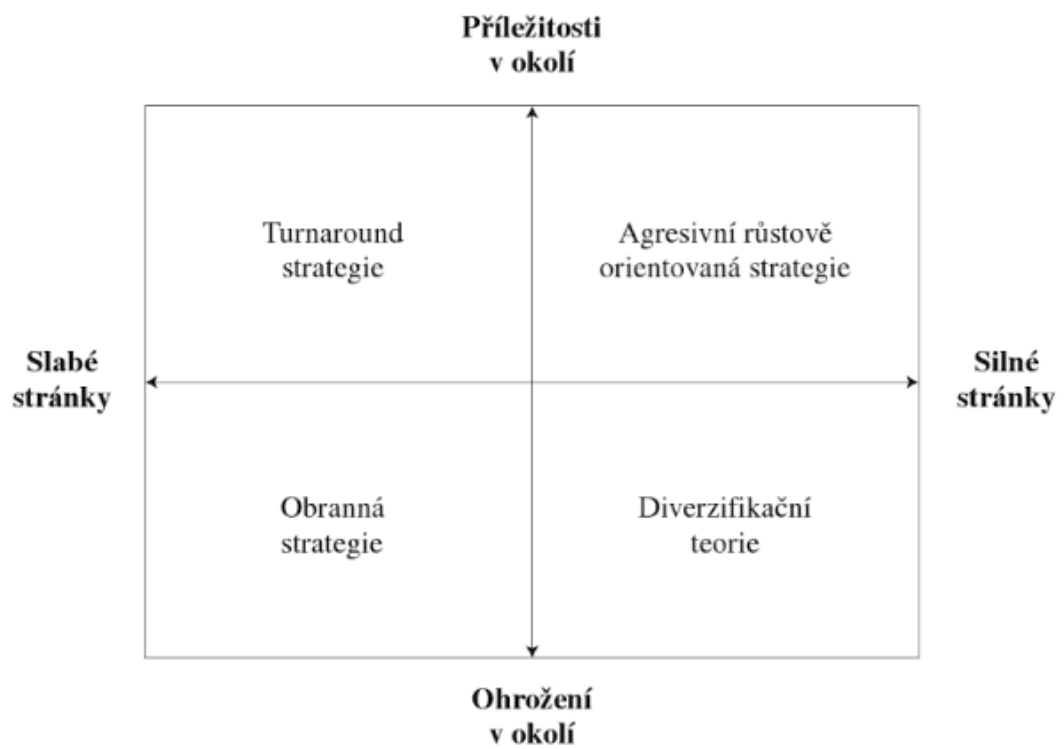 Příležitosti
v okolí
Turnaround
strategie
Agresivní růstově
orientovaná strategie
Slabé
stránky
Silné
stránky
Obranná
strategie
Diverzifikační
teorie
Ohrožení
v okolí